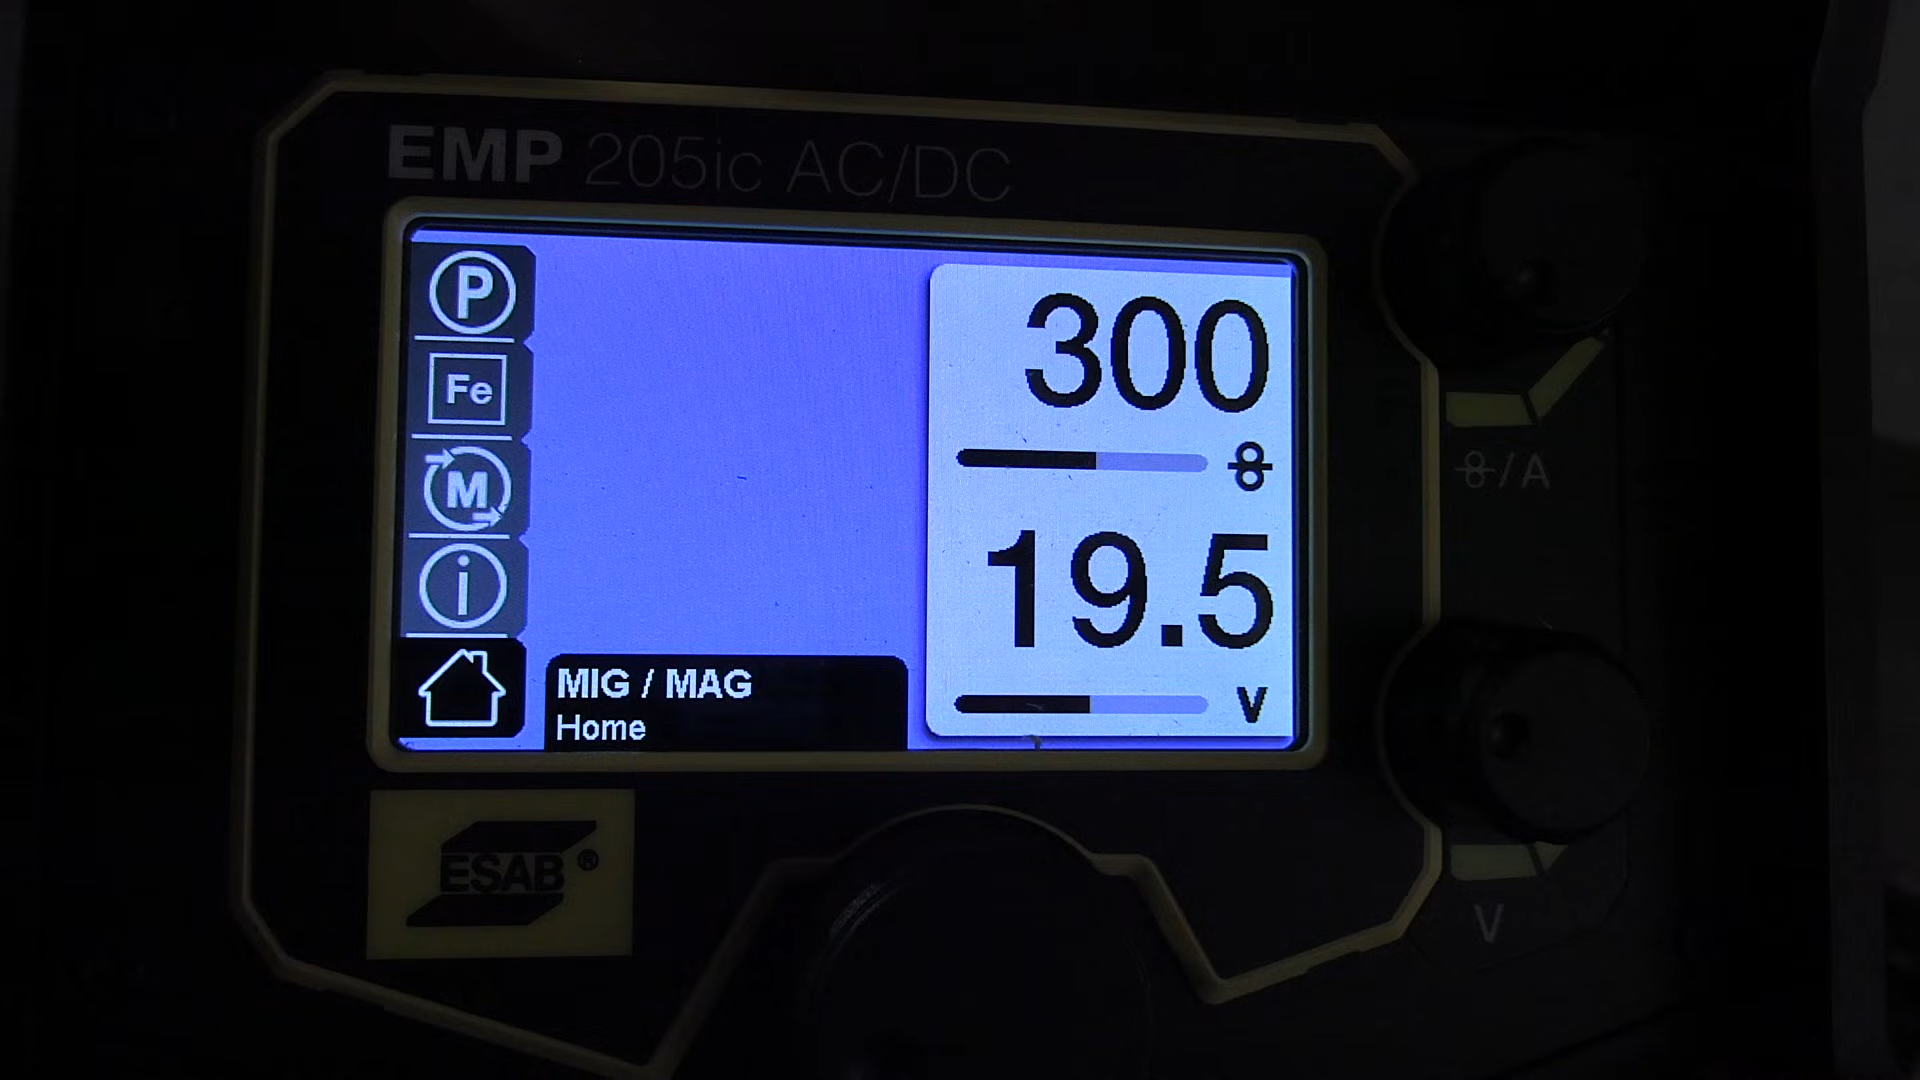 EMP 205ic AC/DC
P
Fe
M
i
MIG / MAG
Home
300
19.5
V
/A
V
ESAB®